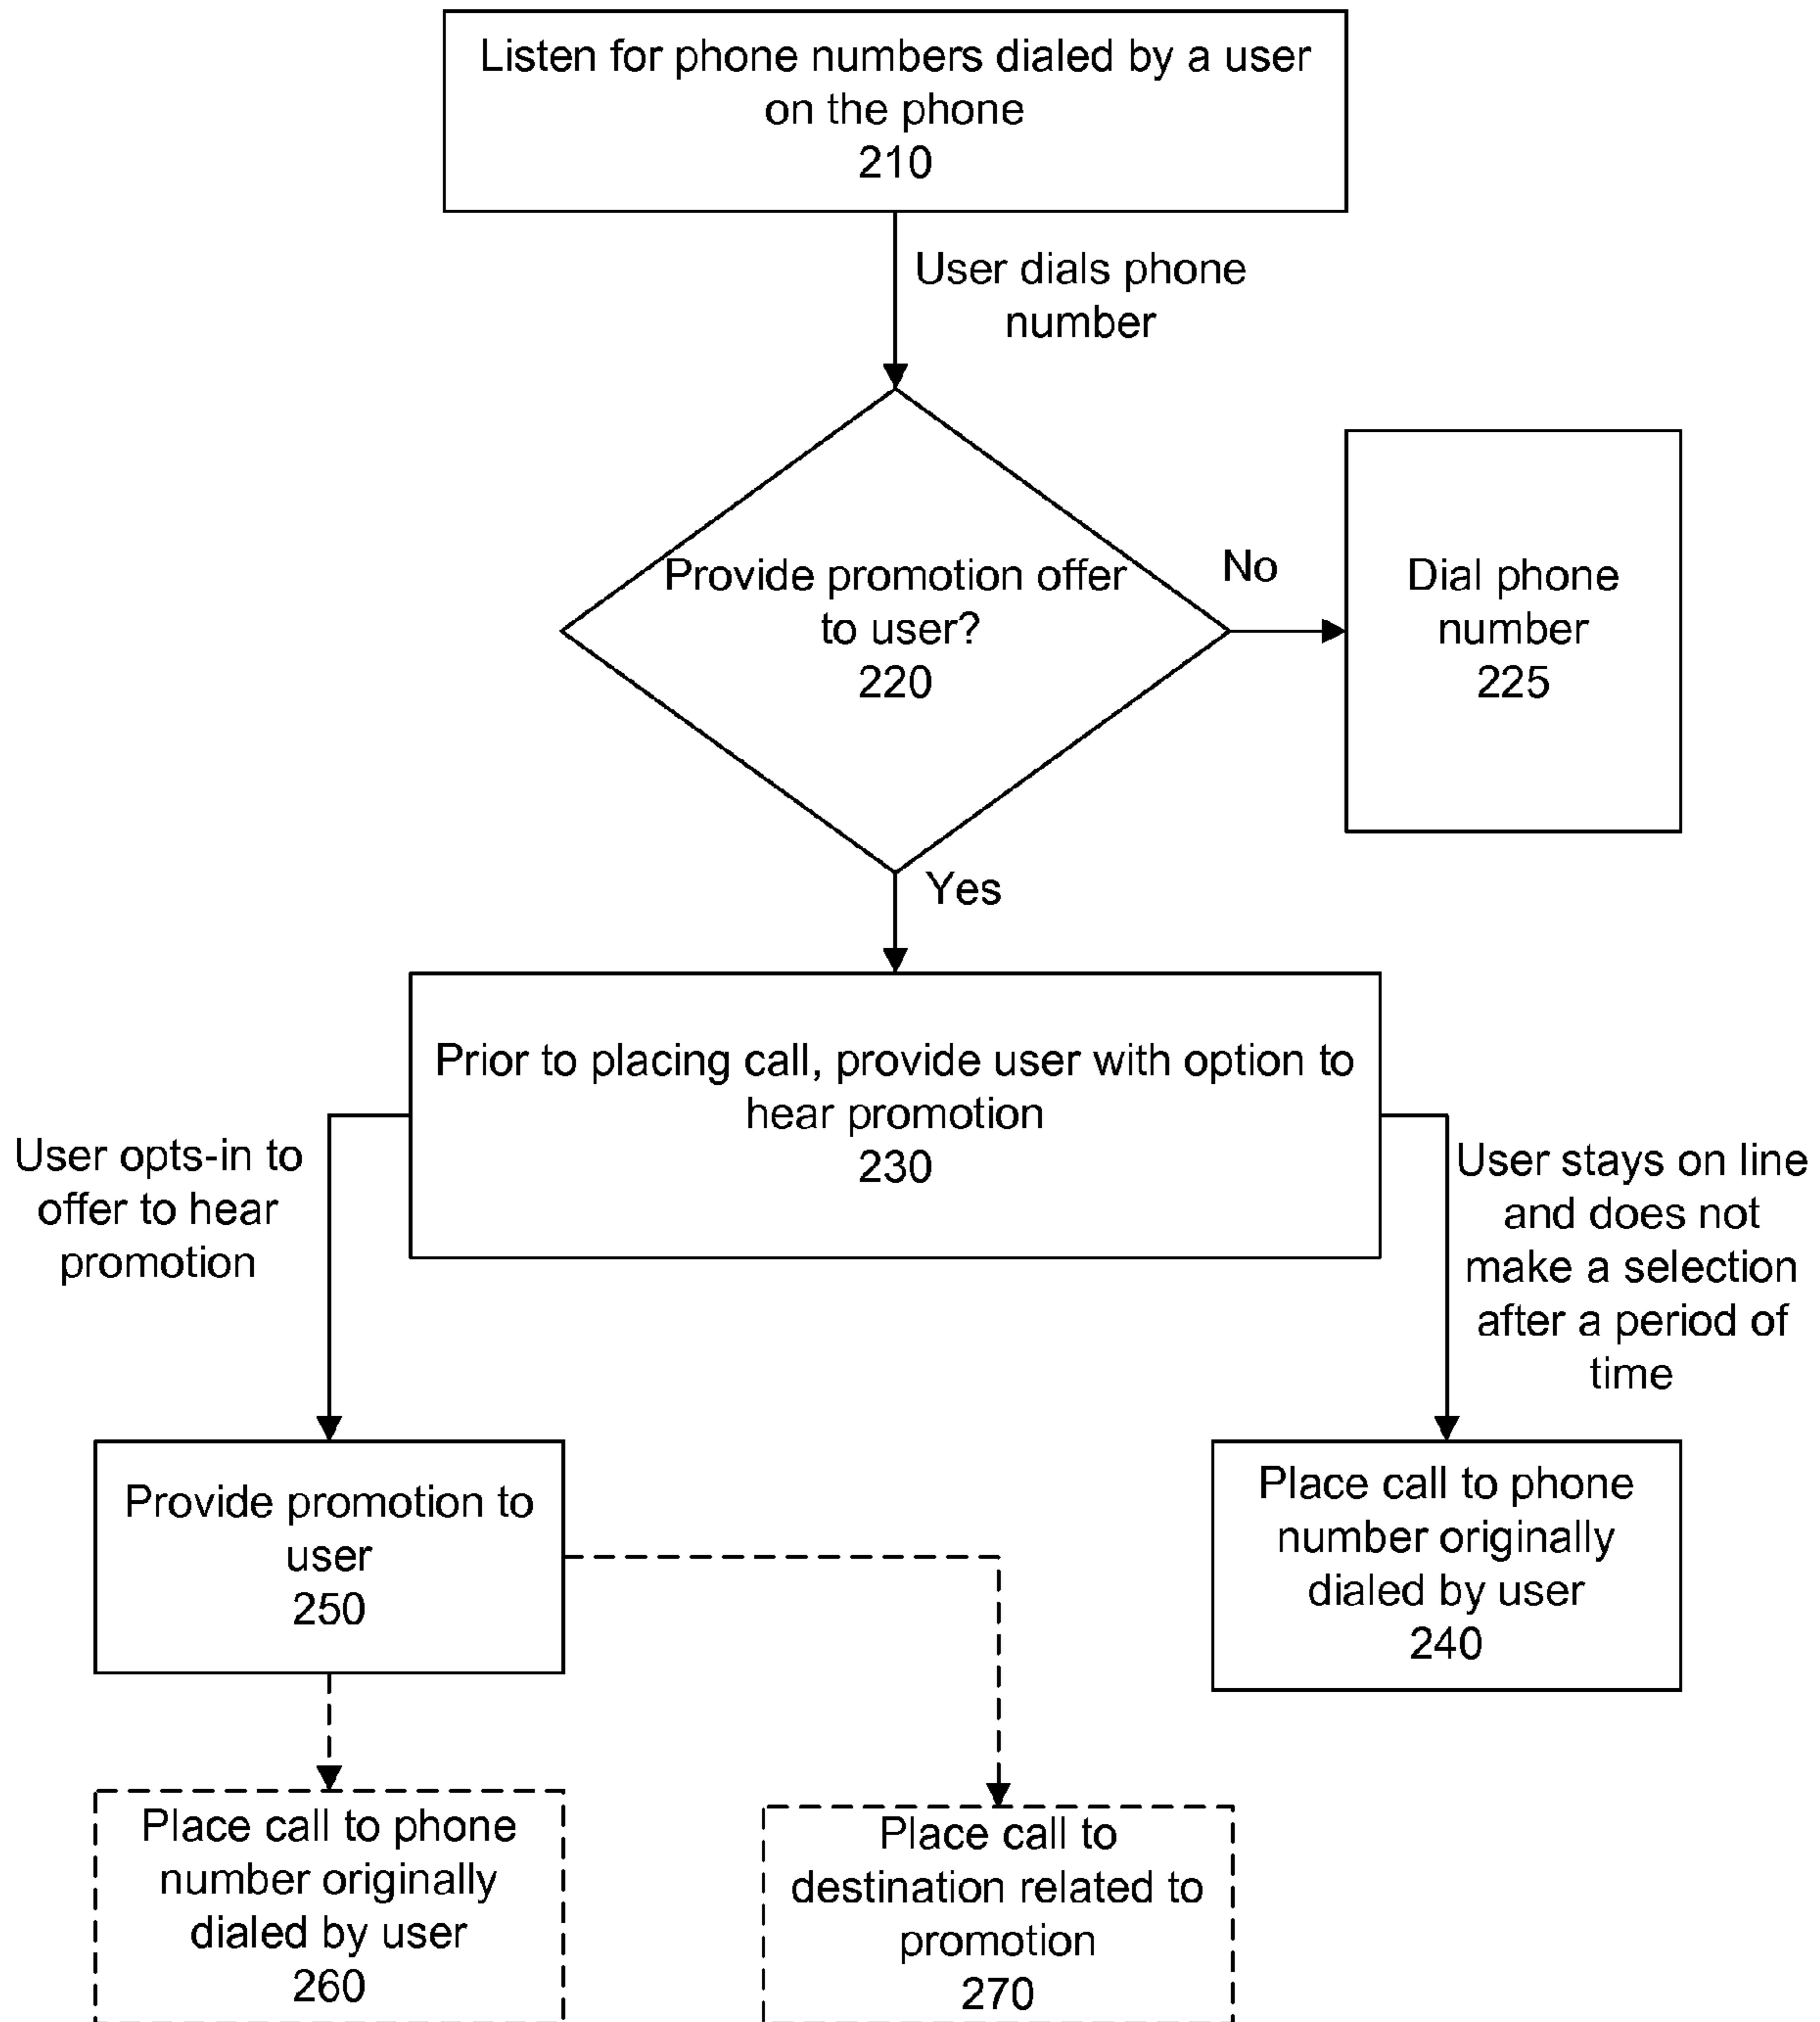 Listen for phone numbers dialed by a user
on the phone
210
User dials phone
number
Provide promotion offer
to user?
220
No
Dial phone
number
225
Yes
Prior to placing call, provide user with option to
hear promotion
230
User opts-in to
offer to hear
promotion
User stays on line
and does not
make a selection
after a period of
time
Provide promotion to
user
250
Place call to phone
number originally
dialed by user
240
Place call to phone
number originally
dialed by user
260
Place call to
destination related to
promotion
270